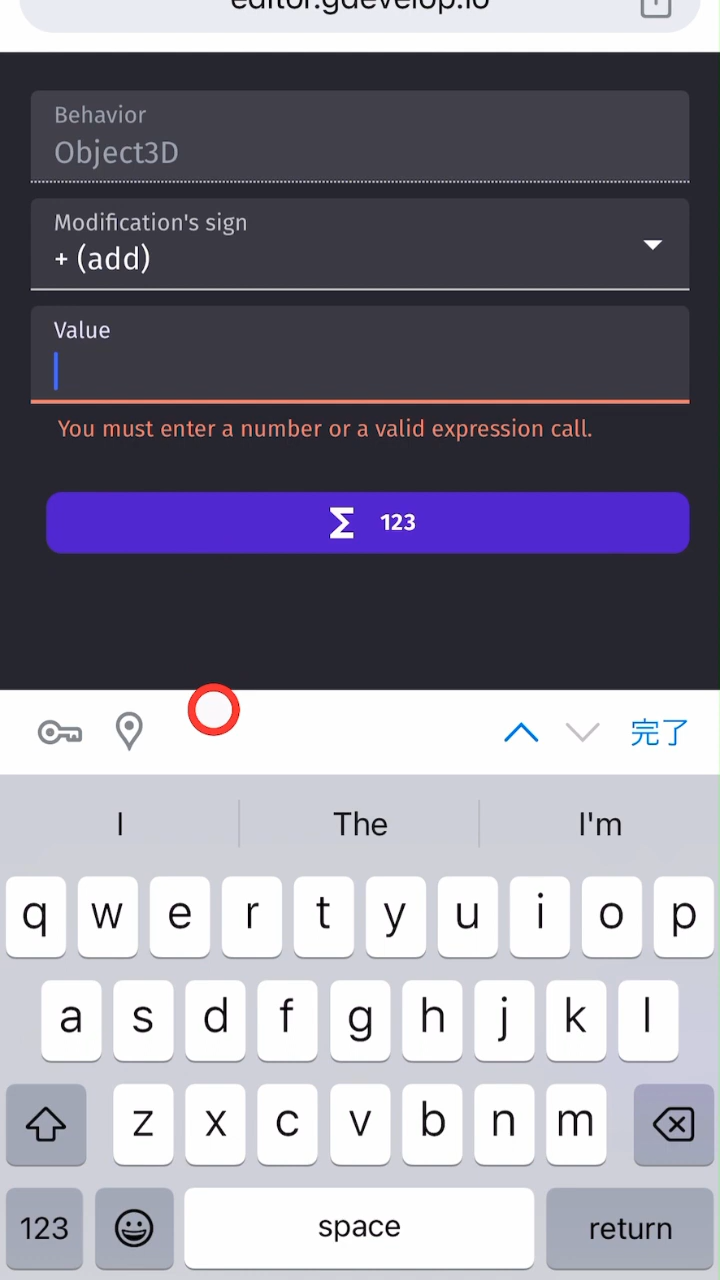 editor.gdevelop.io
Behavior
Object3D
Modification's sign
+ (add)
Value
You must enter a number or a valid expression call.
Σ 123
完了
I The I'm
q w e r t y u i o p
a s d f g h j k l
z x c v b n m
123 space return